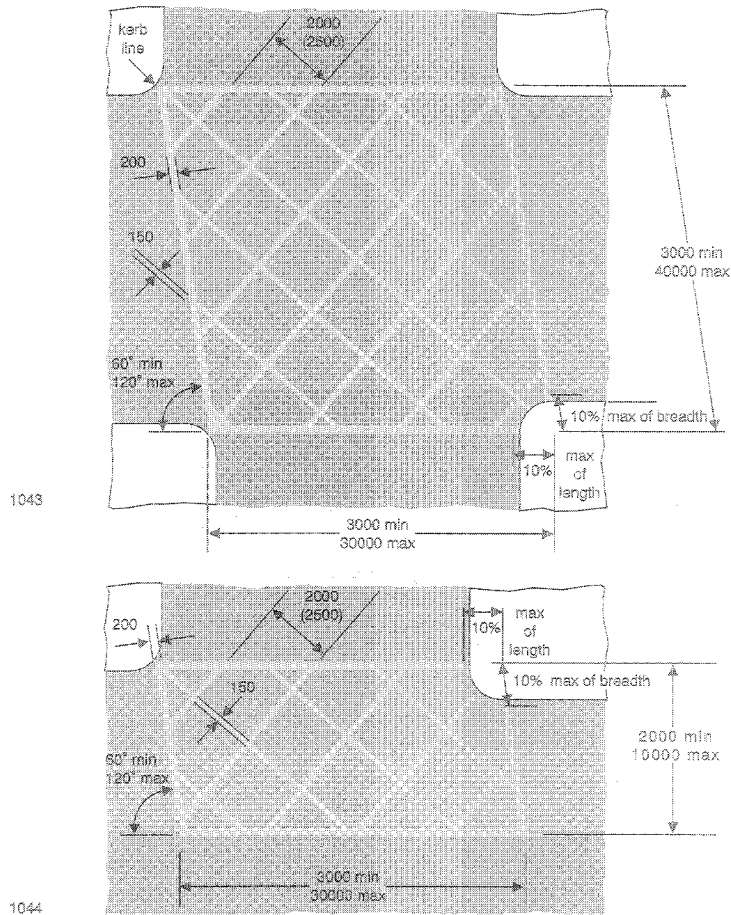 kerb
line
2000
(2500)
200
150
3000 min
40000 max
60° min
120° max
10% max of breadth
10%
max
of
length
1043
3000 min
30000 max
200
2000
(2500)
10%
max
of
length
10% max of breadth
150
2000 min
10000 max
60° min
120° max
3000 min
30000 max
1044